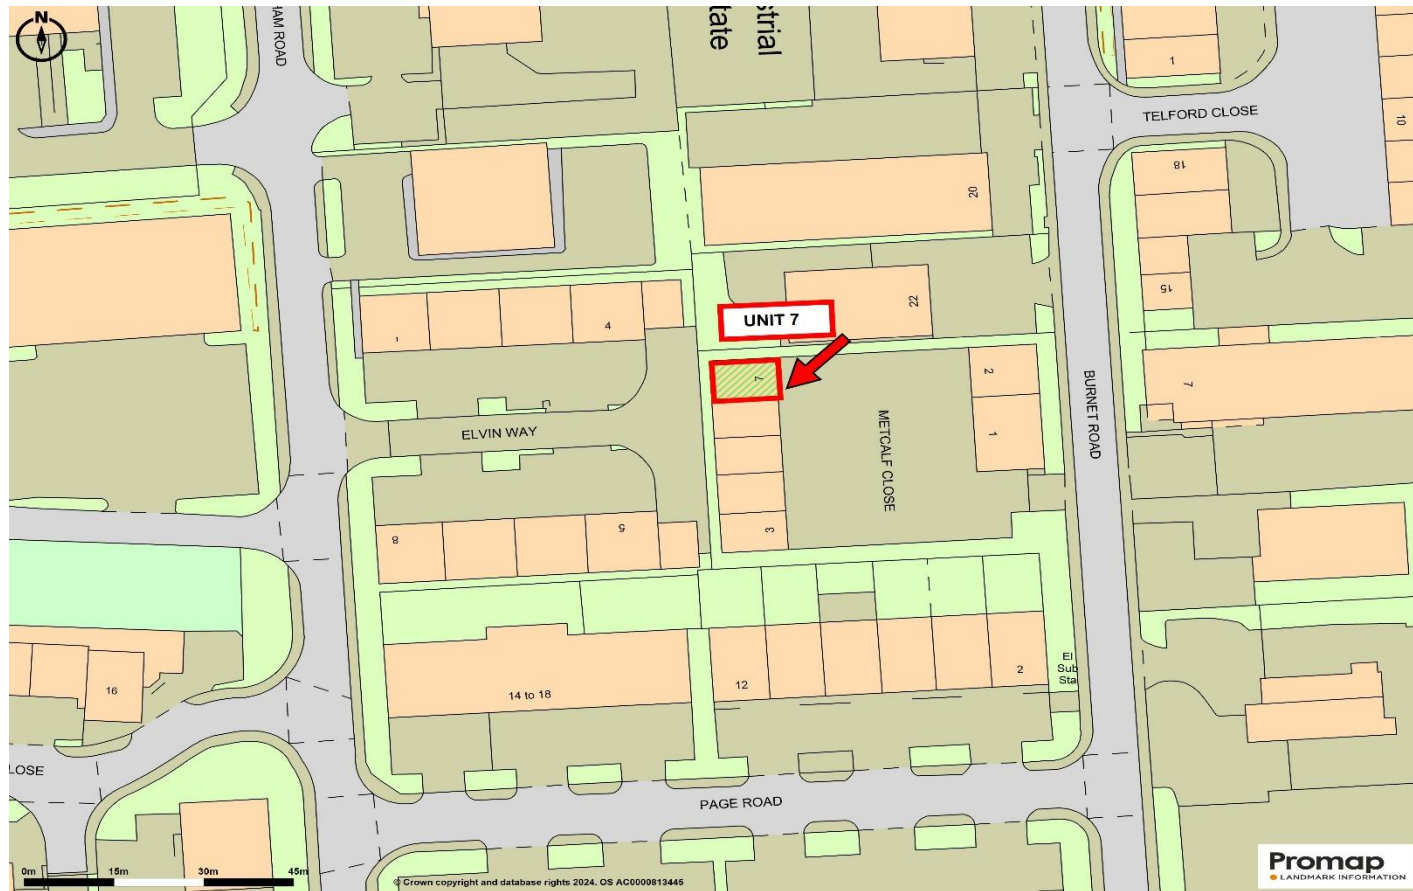 N
HAM ROAD
strial
tate
1
TELFORD CLOSE
10
18
20
15
22
UNIT 7
1
4
7
2
7
BURNET ROAD
ELVIN WAY
METCALF CLOSE
1
8
5
3
El
Sub
Sta
16
14 to 18
12
2
LOSE
PAGE ROAD
0m 15m 30m 45m
© Crown copyright and database rights 2024. OS AC0000813445
Promap
LANDMARK INFORMATION